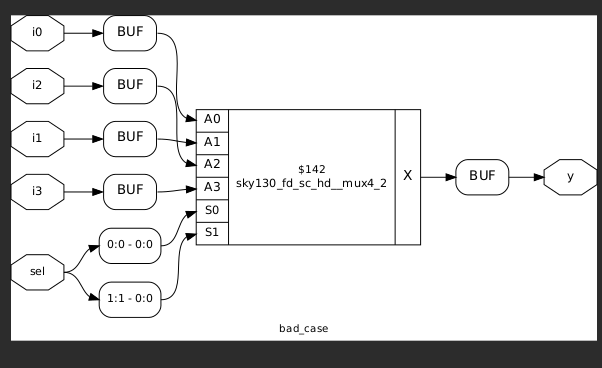 i0
BUF
i2
BUF
i1
BUF
i3
BUF
sel
0:0 - 0:0
1:1 - 0:0
A0
A1
A2
A3
S0
S1
$142
sky130_fd_sc_hd__mux4_2
X
BUF
y
bad_case